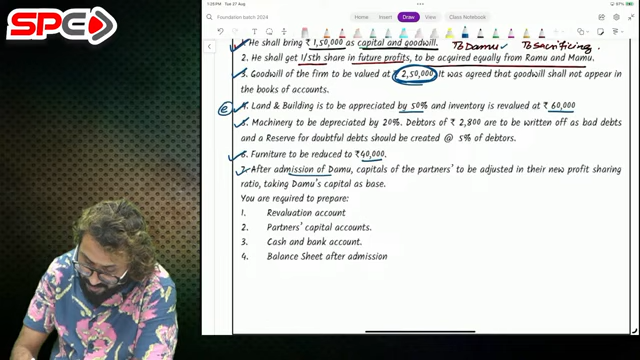 1:28 PM Tue 27 Aug
67%
Foundation batch 2024
Home Insert Draw View Class Notebook
SPC
1. He shall bring ₹ 1,50,000 as capital and goodwill. To Damu To Sacrificing.
2. He shall get 1/5th share in future profits, to be acquired equally from Ramu and Mamu.
3. Goodwill of the firm to be valued at ₹ 2,50,000. It was agreed that goodwill shall not appear in the books of accounts.
e 4. Land & Building is to be appreciated by 50% and inventory is revalued at ₹ 60,000
5. Machinery to be depreciated by 20%. Debtors of ₹ 2,800 are to be written off as bad debts
and a Reserve for doubtful debts should be created @ 5% of debtors.
6. Furniture to be reduced to ₹40,000.
7. After admission of Damu, capitals of the partners' to be adjusted in their new profit sharing
ratio, taking Damu's capital as base.
You are required to prepare:
1. Revaluation account
2. Partners' capital accounts.
3. Cash and bank account.
4. Balance Sheet after admission